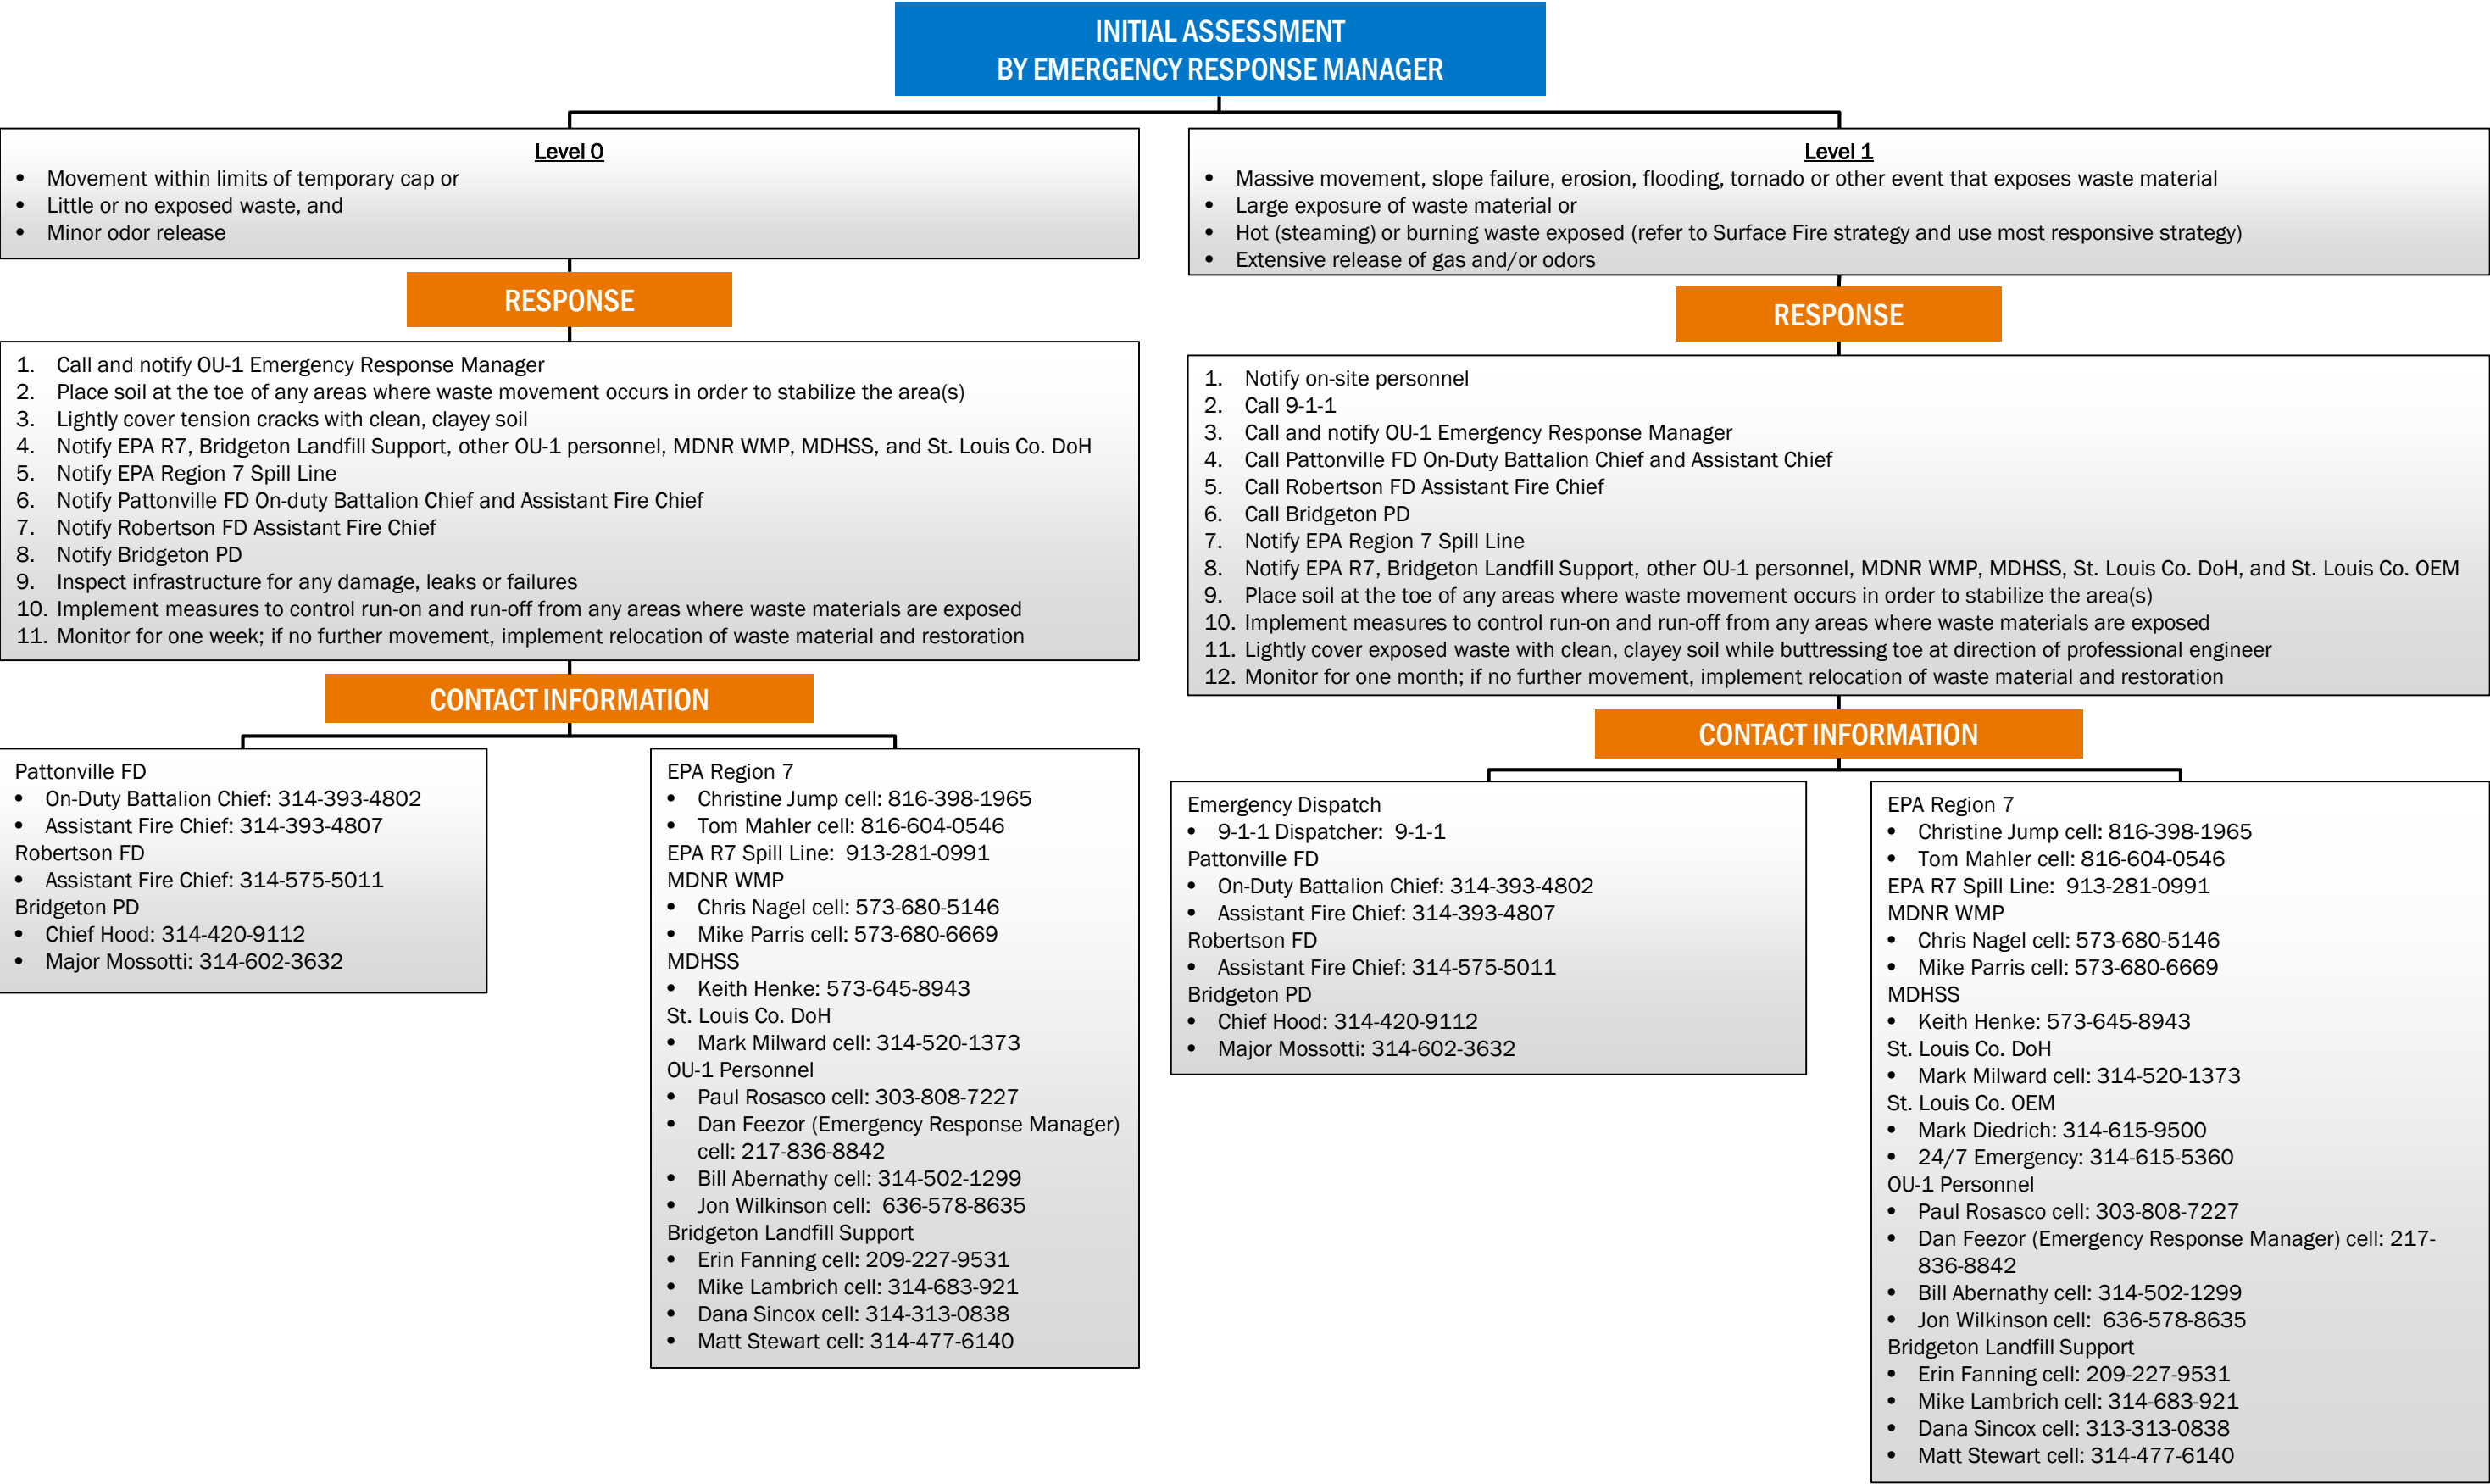 INITIAL ASSESSMENT
BY EMERGENCY RESPONSE MANAGER
Level 0
• Movement within limits of temporary cap or
• Little or no exposed waste, and
• Minor odor release
RESPONSE
1. Call and notify OU-1 Emergency Response Manager
2. Place soil at the toe of any areas where waste movement occurs in order to stabilize the area(s)
3. Lightly cover tension cracks with clean, clayey soil
4. Notify EPA R7, Bridgeton Landfill Support, other OU-1 personnel, MDNR WMP, MDHSS, and St. Louis Co. DoH
5. Notify EPA Region 7 Spill Line
6. Notify Pattonville FD On-duty Battalion Chief and Assistant Fire Chief
7. Notify Robertson FD Assistant Fire Chief
8. Notify Bridgeton PD
9. Inspect infrastructure for any damage, leaks or failures
10. Implement measures to control run-on and run-off from any areas where waste materials are exposed
11. Monitor for one week; if no further movement, implement relocation of waste material and restoration
CONTACT INFORMATION
Pattonville FD
• On-Duty Battalion Chief: 314-393-4802
• Assistant Fire Chief: 314-393-4807
Robertson FD
• Assistant Fire Chief: 314-575-5011
Bridgeton PD
• Chief Hood: 314-420-9112
• Major Mossotti: 314-602-3632
EPA Region 7
• Christine Jump cell: 816-398-1965
• Tom Mahler cell: 816-604-0546
EPA R7 Spill Line: 913-281-0991
MDNR WMP
• Chris Nagel cell: 573-680-5146
• Mike Parris cell: 573-680-6669
MDHSS
• Keith Henke: 573-645-8943
St. Louis Co. DoH
• Mark Milward cell: 314-520-1373
OU-1 Personnel
• Paul Rosasco cell: 303-808-7227
• Dan Feezor (Emergency Response Manager)
cell: 217-836-8842
• Bill Abernathy cell: 314-502-1299
• Jon Wilkinson cell: 636-578-8635
Bridgeton Landfill Support
• Erin Fanning cell: 209-227-9531
• Mike Lambrich cell: 314-683-921
• Dana Sincox cell: 314-313-0838
• Matt Stewart cell: 314-477-6140
Level 1
• Massive movement, slope failure, erosion, flooding, tornado or other event that exposes waste material
• Large exposure of waste material or
• Hot (steaming) or burning waste exposed (refer to Surface Fire strategy and use most responsive strategy)
• Extensive release of gas and/or odors
RESPONSE
1. Notify on-site personnel
2. Call 9-1-1
3. Call and notify OU-1 Emergency Response Manager
4. Call Pattonville FD On-Duty Battalion Chief and Assistant Chief
5. Call Robertson FD Assistant Fire Chief
6. Call Bridgeton PD
7. Notify EPA Region 7 Spill Line
8. Notify EPA R7, Bridgeton Landfill Support, other OU-1 personnel, MDNR WMP, MDHSS, St. Louis Co. DoH, and St. Louis Co. OEM
9. Place soil at the toe of any areas where waste movement occurs in order to stabilize the area(s)
10. Implement measures to control run-on and run-off from any areas where waste materials are exposed
11. Lightly cover exposed waste with clean, clayey soil while buttressing toe at direction of professional engineer
12. Monitor for one month; if no further movement, implement relocation of waste material and restoration
CONTACT INFORMATION
Emergency Dispatch
• 9-1-1 Dispatcher: 9-1-1
Pattonville FD
• On-Duty Battalion Chief: 314-393-4802
• Assistant Fire Chief: 314-393-4807
Robertson FD
• Assistant Fire Chief: 314-575-5011
Bridgeton PD
• Chief Hood: 314-420-9112
• Major Mossotti: 314-602-3632
EPA Region 7
• Christine Jump cell: 816-398-1965
• Tom Mahler cell: 816-604-0546
EPA R7 Spill Line: 913-281-0991
MDNR WMP
• Chris Nagel cell: 573-680-5146
• Mike Parris cell: 573-680-6669
MDHSS
• Keith Henke: 573-645-8943
St. Louis Co. DoH
• Mark Milward cell: 314-520-1373
St. Louis Co. OEM
• Mark Diedrich: 314-615-9500
• 24/7 Emergency: 314-615-5360
OU-1 Personnel
• Paul Rosasco cell: 303-808-7227
• Dan Feezor (Emergency Response Manager) cell: 217-
836-8842
• Bill Abernathy cell: 314-502-1299
• Jon Wilkinson cell: 636-578-8635
Bridgeton Landfill Support
• Erin Fanning cell: 209-227-9531
• Mike Lambrich cell: 314-683-921
• Dana Sincox cell: 313-313-0838
• Matt Stewart cell: 314-477-6140